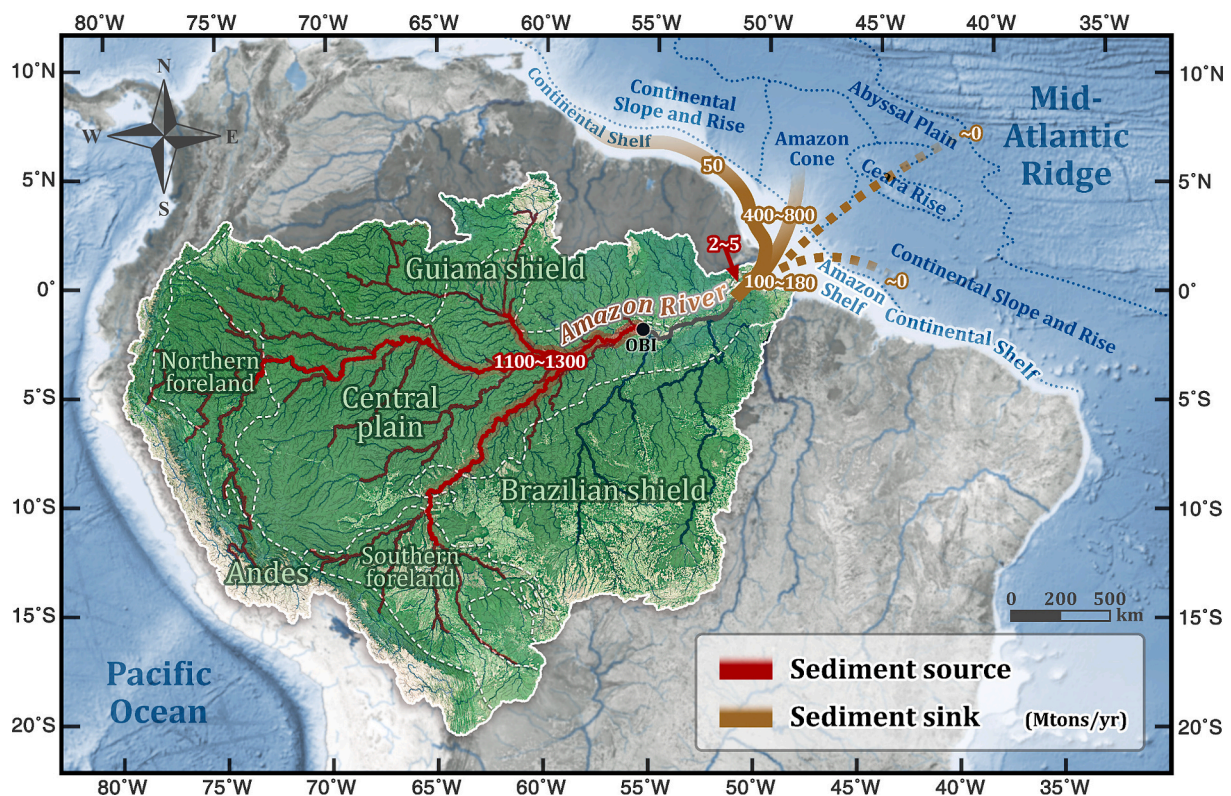 80°W 75°W 70°W 65°W 60°W 55°W 50°W 45°W 40°W 35°W
10°N
5°N
0°
5°S
10°S
15°S
20°S
N
W E
S
Continental Shelf
Continental
Slope and Rise
Amazon
Cone
Abyssal Plain
~0
Ceara Rise
Mid-
Atlantic
Ridge
50
400~800
2~5
100~180
~0
Amazon
Shelf
Continental Slope and Rise
Continental Shelf
Guiana shield
Amazon River
OBI
1100~1300
Northern
foreland
Central
plain
Brazilian shield
Andes
Southern
foreland
Pacific
Ocean
0 200 500
km
Sediment source
Sediment sink (Mtons/yr)
10°N
5°N
0°
5°S
10°S
15°S
20°S
80°W 75°W 70°W 65°W 60°W 55°W 50°W 45°W 40°W 35°W